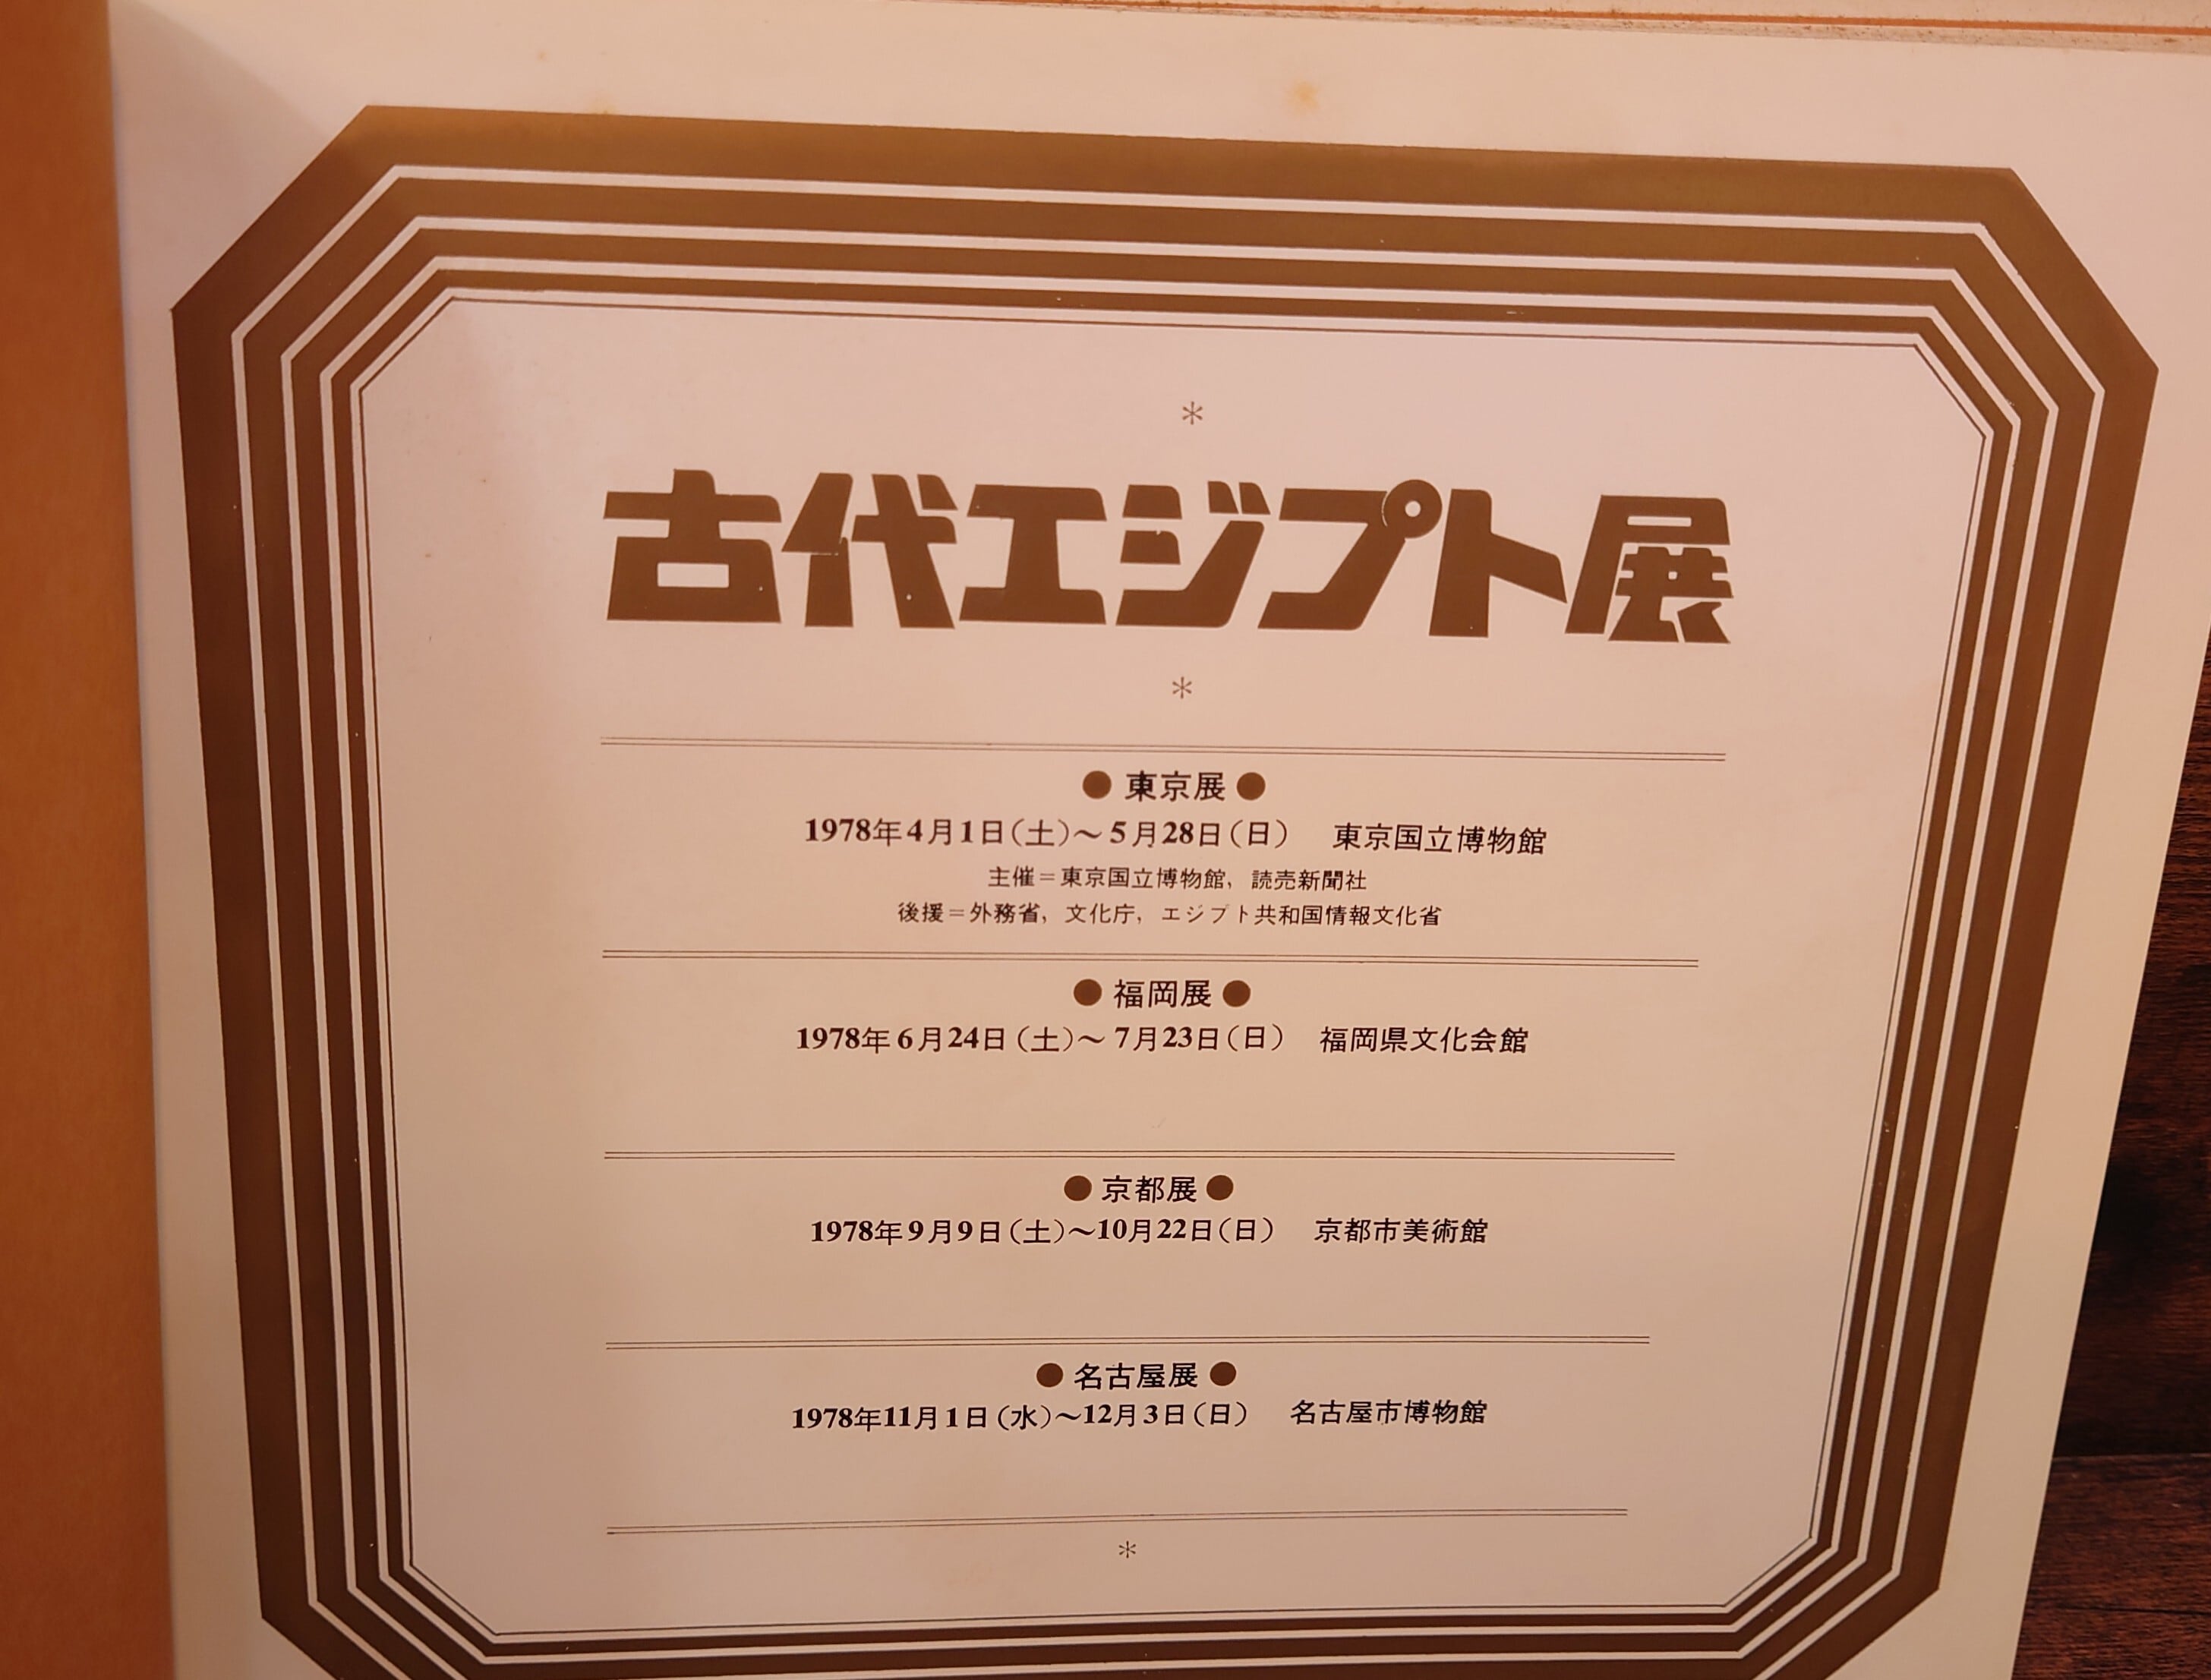 *
古代エジプト展
*
● 東京展 ●
1978年4月1日(土)～5月28日(日)　東京国立博物館
主催＝東京国立博物館, 読売新聞社
後援＝外務省, 文化庁, エジプト共和国情報文化省
● 福岡展 ●
1978年6月24日(土)～7月23日(日)　福岡県文化会館
● 京都展 ●
1978年9月9日(土)～10月22日(日)　京都市美術館
● 名古屋展 ●
1978年11月1日(水)～12月3日(日)　名古屋市博物館
*